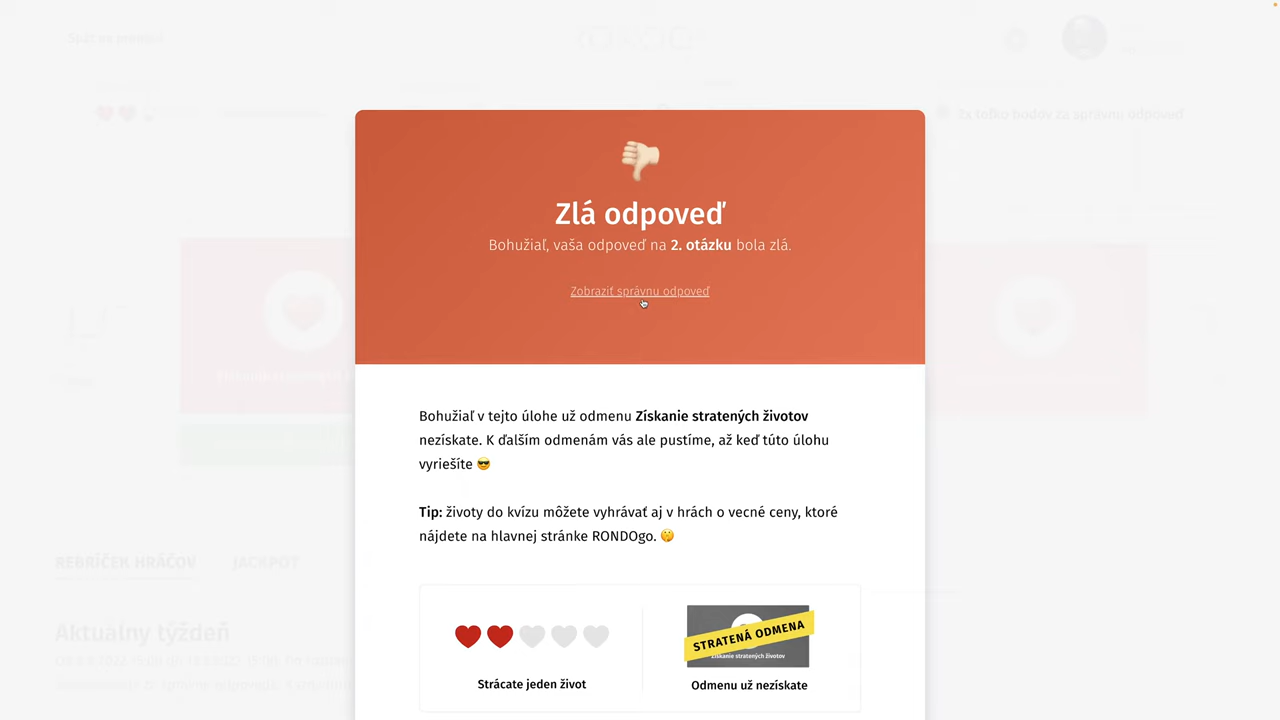 2x toľko bodov za správnu odpoveď
Zlá odpoveď
Bohužiaľ, vaša odpoveď na 2. otázku bola zlá.
Zobraziť správnu odpoveď
Bohužiaľ v tejto úlohe už odmenu Získanie stratených životov
nezískate. K ďalším odmenám vás ale pustíme, až keď túto úlohu
vyriešíte 😎
Tip: životy do kvízu môžete vyhrávať aj v hrách o vecné ceny, ktoré
nájdete na hlavnej stránke RONDOgo. 🤫
STRATENÁ ODMENA
Získanie stratených životov
Strácate jeden život
Odmenu už nezískate
REBRÍČEK HRÁČOV
JACKPOT
Aktualny týždeň